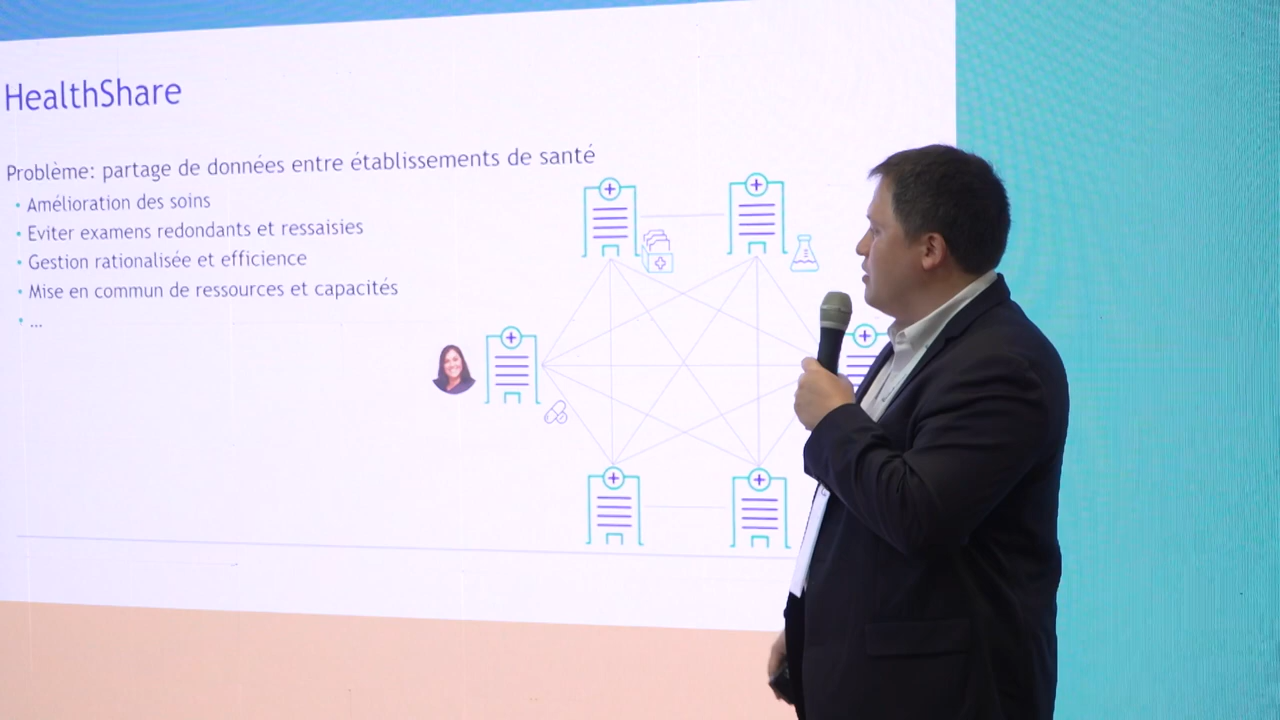 HealthShare
Problème: partage de données entre établissements de santé
• Amélioration des soins
• Eviter examens redondants et ressaisies
• Gestion rationalisée et efficience
• Mise en commun de ressources et capacités
• ...